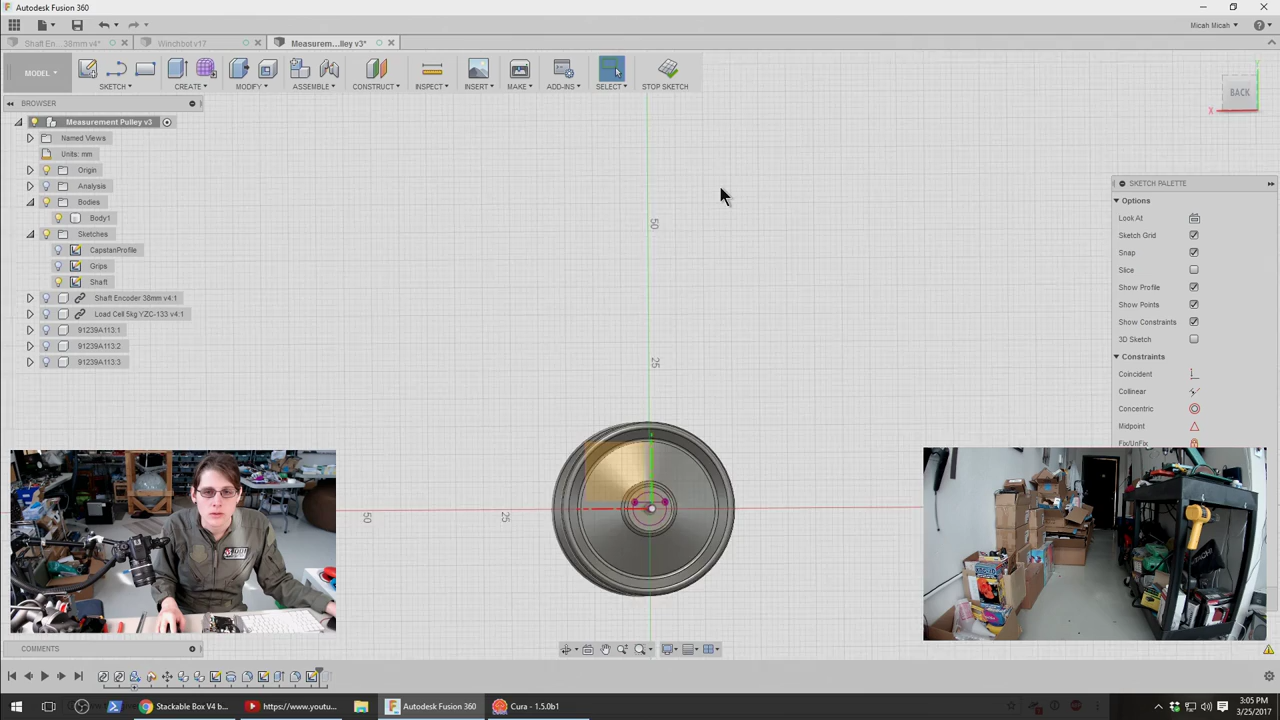 Autodesk Fusion 360
Micah Micah
Shaft En...38mm v4*
Winchbot v17
Measurem...lley v3*
MODEL
SKETCH
CREATE
MODIFY
ASSEMBLE
CONSTRUCT
INSPECT
INSERT
MAKE
ADD-INS
SELECT
STOP SKETCH
BACK
X
BROWSER
Measurement Pulley v3
Named Views
Units: mm
Origin
Analysis
Bodies
Body1
Sketches
CapstanProfile
Grips
Shaft
Shaft Encoder 38mm v4:1
Load Cell 5kg YZC-133 v4:1
91239A113:1
91239A113:2
91239A113:3
50
25
50
25
SKETCH PALETTE
Options
Look At
Sketch Grid
Snap
Slice
Show Profile
Show Points
Show Constraints
3D Sketch
Constraints
Coincident
Collinear
Concentric
Midpoint
Fix/UnFix
HITACHI
COMMENTS
Stackable Box V4 b...
https://www.youtu...
Autodesk Fusion 360
Cura - 1.5.0b1
3:05 PM
3/25/2017